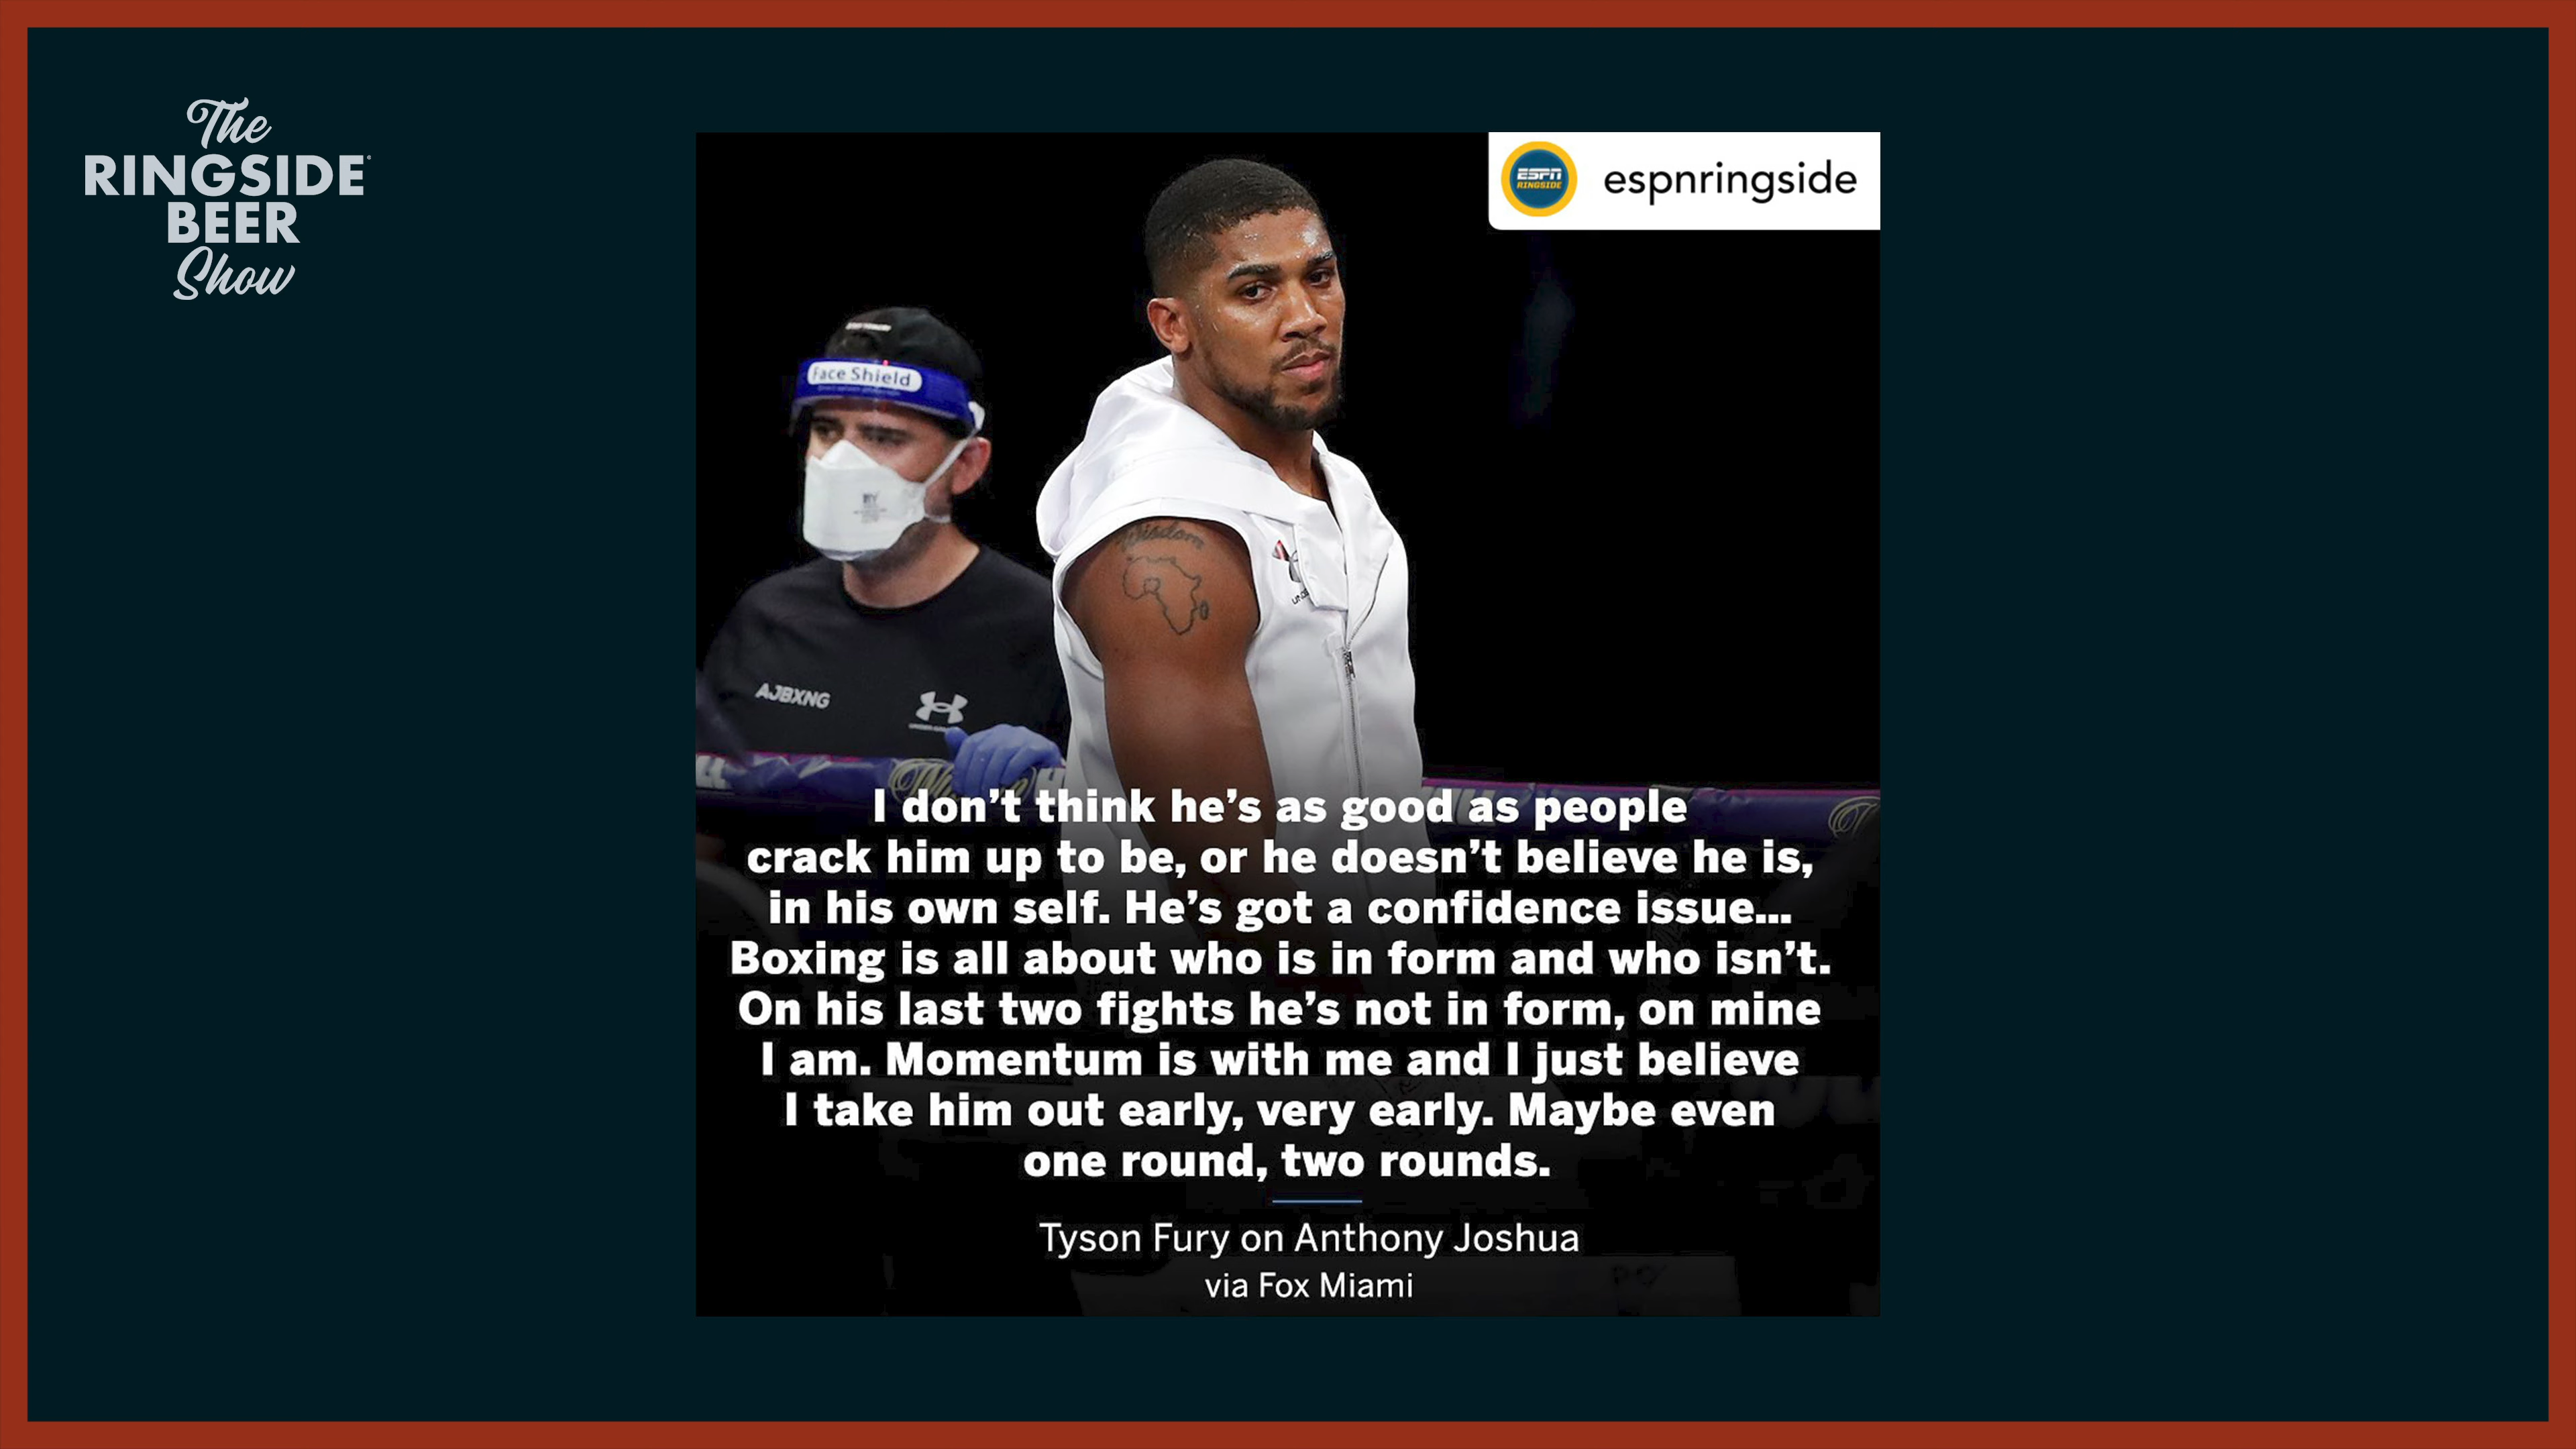 The
RINGSIDE
BEER
Show
ESPN
RINGSIDE
espnringside
Face Shield
Wisdom
AJBXNG
I don’t think he’s as good as people
crack him up to be, or he doesn’t believe he is,
in his own self. He’s got a confidence issue...
Boxing is all about who is in form and who isn’t.
On his last two fights he’s not in form, on mine
I am. Momentum is with me and I just believe
I take him out early, very early. Maybe even
one round, two rounds.
Tyson Fury on Anthony Joshua
via Fox Miami